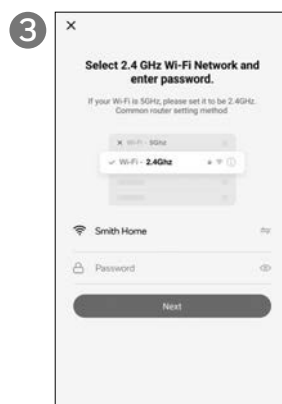 3
Select 2.4 GHz Wi-Fi Network and
enter password.
If your Wi-Fi is 5GHz, please set it to be 2.4GHz.
Common router setting method
Wi-Fi - 5Ghz
Wi-Fi - 2.4Ghz
Smith Home
Password
Next